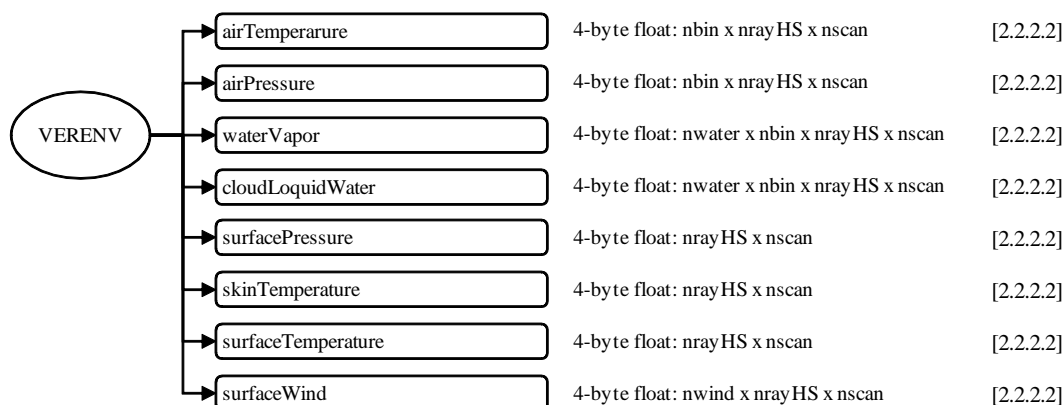 airTemperarure 4-byte float: nbin x nrayHS x nscan [2.2.2.2]
airPressure 4-byte float: nbin x nrayHS x nscan [2.2.2.2]
VERENV waterVapor 4-byte float: nwater x nbin x nrayHS x nscan [2.2.2.2]
cloudLoquidWater 4-byte float: nwater x nbin x nrayHS x nscan [2.2.2.2]
surfacePressure 4-byte float: nrayHS x nscan [2.2.2.2]
skinTemperature 4-byte float: nrayHS x nscan [2.2.2.2]
surfaceTemperature 4-byte float: nrayHS x nscan [2.2.2.2]
surfaceWind 4-byte float: nwind x nrayHS x nscan [2.2.2.2]